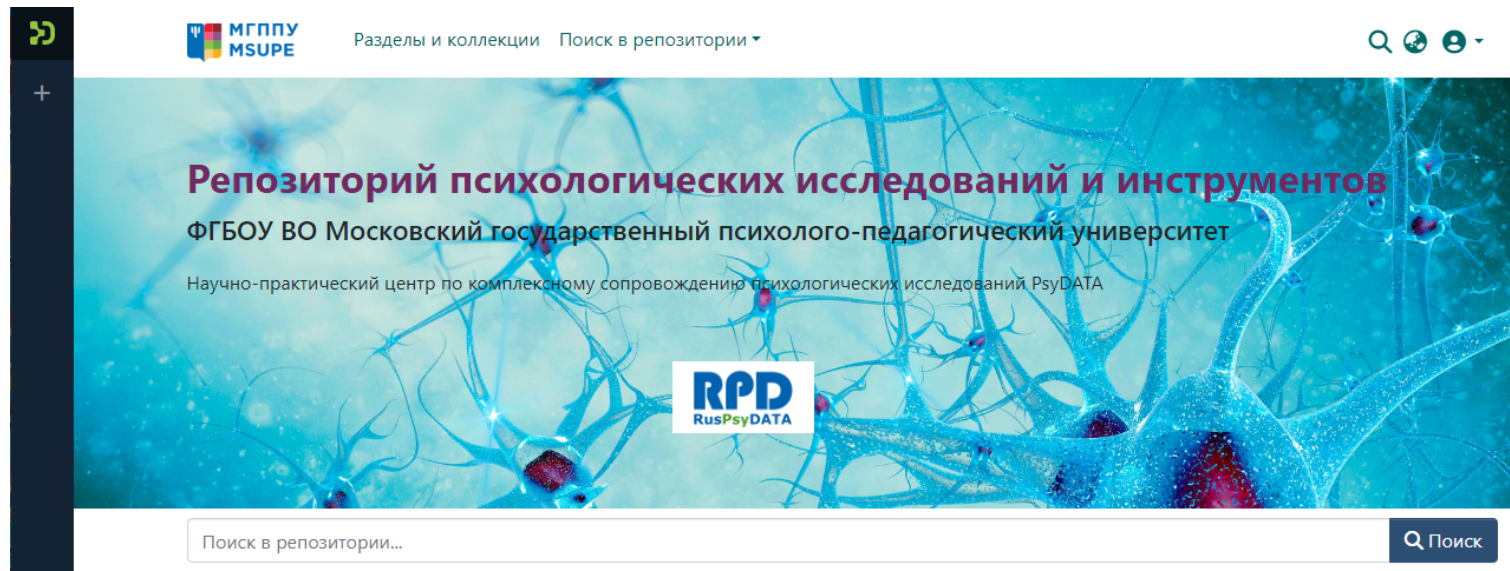 МГППУ
MSUPE
Разделы и коллекции Поиск в репозитории
Репозиторий психологических исследований и инструментов
ФГБОУ ВО Московский государственный психолого-педагогический университет
Научно-практический центр по комплексному сопровождению психологических исследований PsyDATA
RPD
RusPsyDATA
Поиск в репозитории... Поиск